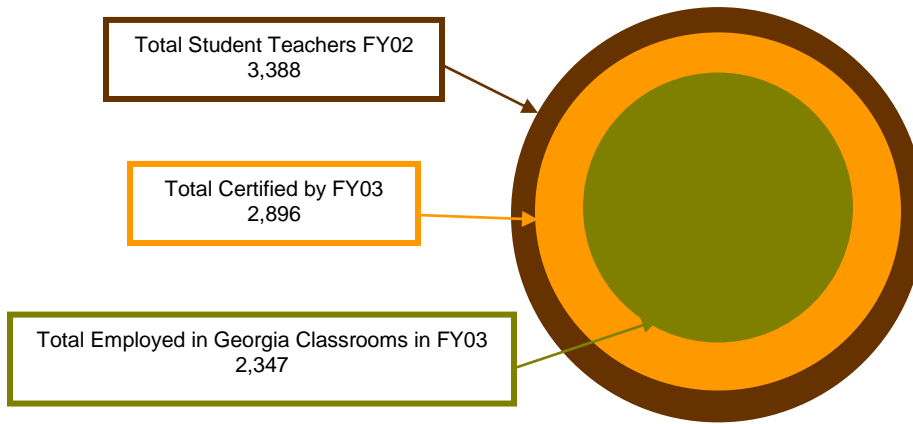 Total Student Teachers FY02
3,388
Total Certified by FY03
2,896
Total Employed in Georgia Classrooms in FY03
2,347